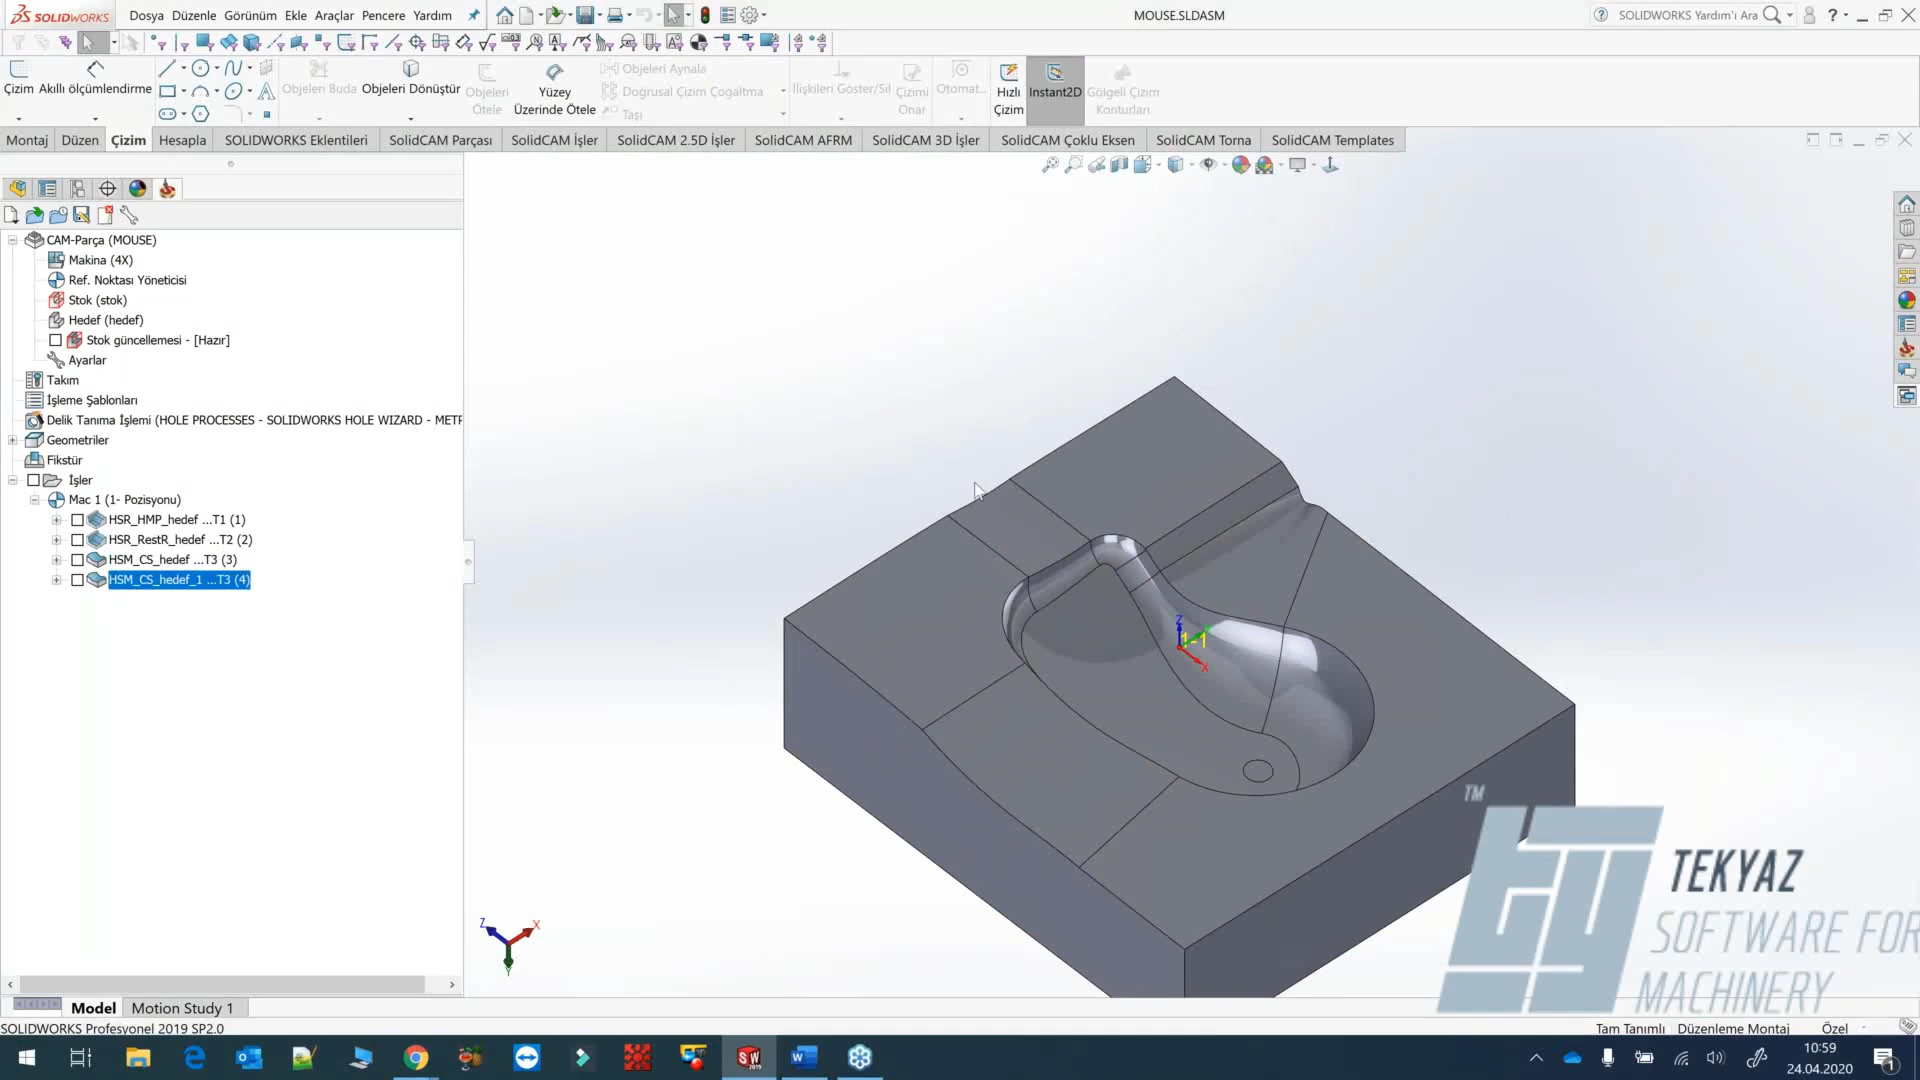 SOLIDWORKS Dosya Düzenle Görünüm Ekle Araçlar Pencere Yardım MOUSE.SLDASM SOLIDWORKS Yardım'ı Ara
Çizim Akıllı ölçümlendirme Objeleri Buda Objeleri Dönüştür Objeleri Ötele Yüzey Üzerinde Ötele
Objeleri Aynala
Doğrusal Çizim Çoğaltma
Taşı
İlişkileri Göster/Sil Çizimi Onar Otomat... Hızlı Çizim Instant2D Gölgeli Çizim Konturları
Montaj Düzen Çizim Hesapla SOLIDWORKS Eklentileri SolidCAM Parçası SolidCAM İşler SolidCAM 2.5D İşler SolidCAM AFRM SolidCAM 3D İşler SolidCAM Çoklu Eksen SolidCAM Torna SolidCAM Templates
CAM-Parça (MOUSE)
Makina (4X)
Ref. Noktası Yöneticisi
Stok (stok)
Hedef (hedef)
Stok güncellemesi - [Hazır]
Ayarlar
Takım
İşleme Şablonları
Delik Tanıma İşlemi (HOLE PROCESSES - SOLIDWORKS HOLE WIZARD - METR
Geometriler
Fikstür
İşler
Mac 1 (1- Pozisyonu)
HSR_HMP_hedef ...T1 (1)
HSR_RestR_hedef ...T2 (2)
HSM_CS_hedef ...T3 (3)
HSM_CS_hedef_1 ...T3 (4)
Z
1-1
X
Z X
Y
TM
TEKYAZ
SOFTWARE FOR
MACHINERY
Model Motion Study 1
SOLIDWORKS Profesyonel 2019 SP2.0 Tam Tanımlı Düzenleme Montaj Özel
10:59
24.04.2020
1